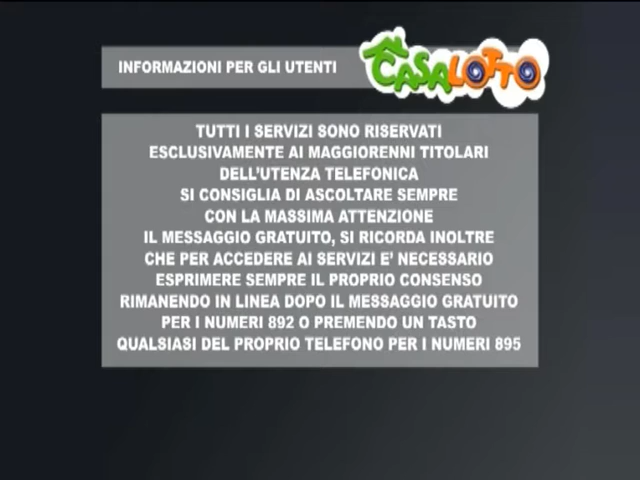 INFORMAZIONI PER GLI UTENTI
CASALOTTO
TUTTI I SERVIZI SONO RISERVATI
ESCLUSIVAMENTE AI MAGGIORENNI TITOLARI
DELL'UTENZA TELEFONICA
SI CONSIGLIA DI ASCOLTARE SEMPRE
CON LA MASSIMA ATTENZIONE
IL MESSAGGIO GRATUITO, SI RICORDA INOLTRE
CHE PER ACCEDERE AI SERVIZI E' NECESSARIO
ESPRIMERE SEMPRE IL PROPRIO CONSENSO
RIMANENDO IN LINEA DOPO IL MESSAGGIO GRATUITO
PER I NUMERI 892 O PREMENDO UN TASTO
QUALSIASI DEL PROPRIO TELEFONO PER I NUMERI 895